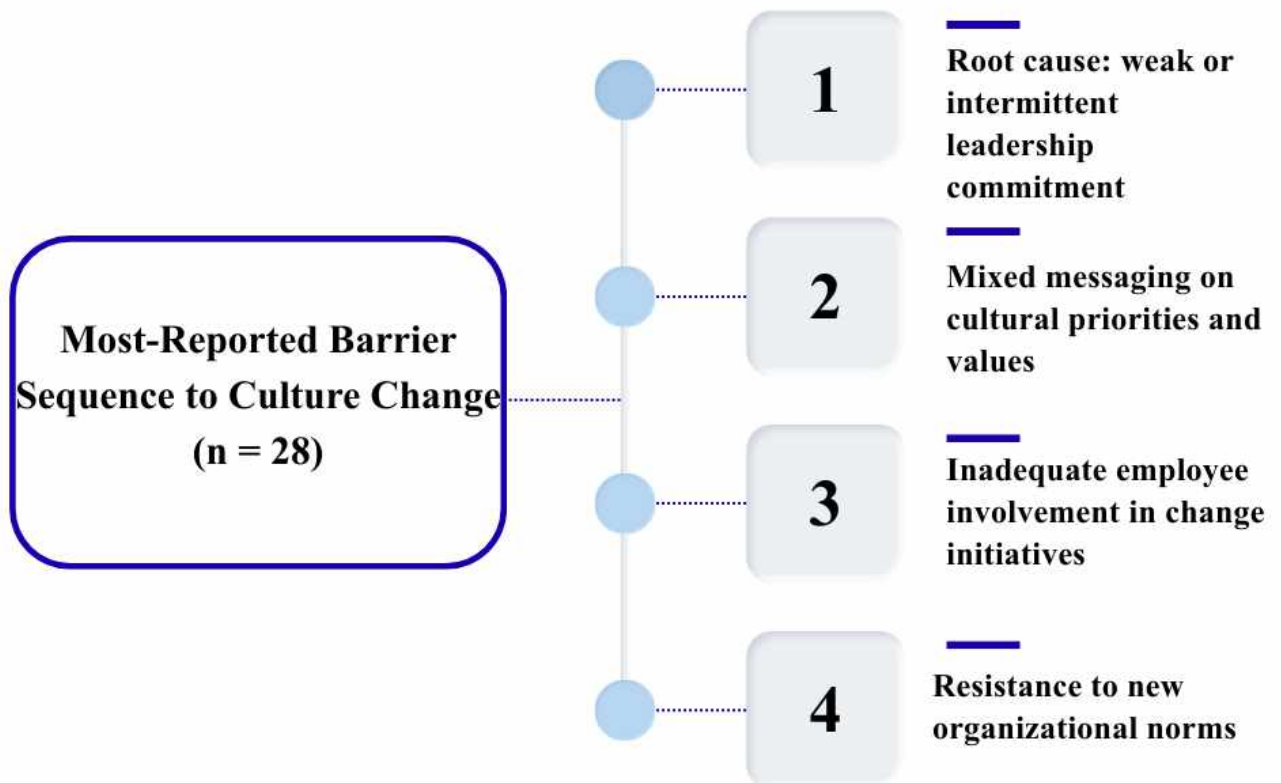 Most-Reported Barrier
Sequence to Culture Change
(n = 28)
1
Root cause: weak or
intermittent
leadership
commitment
2
Mixed messaging on
cultural priorities and
values
3
Inadequate employee
involvement in change
initiatives
4
Resistance to new
organizational norms